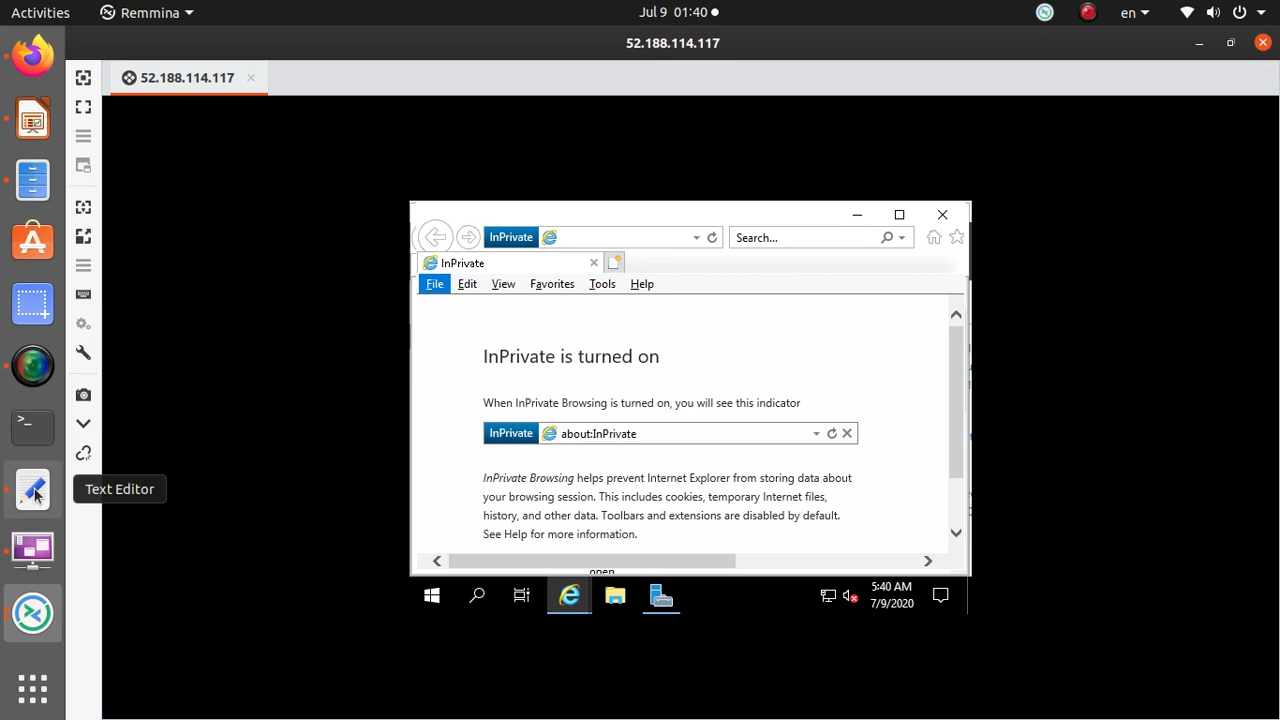 Activities
Remmina
Jul 9 01:40
en
52.188.114.117
52.188.114.117
InPrivate
Search...
InPrivate
File Edit View Favorites Tools Help
InPrivate is turned on
When InPrivate Browsing is turned on, you will see this indicator
InPrivate about:InPrivate
InPrivate Browsing helps prevent Internet Explorer from storing data about
your browsing session. This includes cookies, temporary Internet files,
history, and other data. Toolbars and extensions are disabled by default.
See Help for more information.
Text Editor
open
5:40 AM
7/9/2020